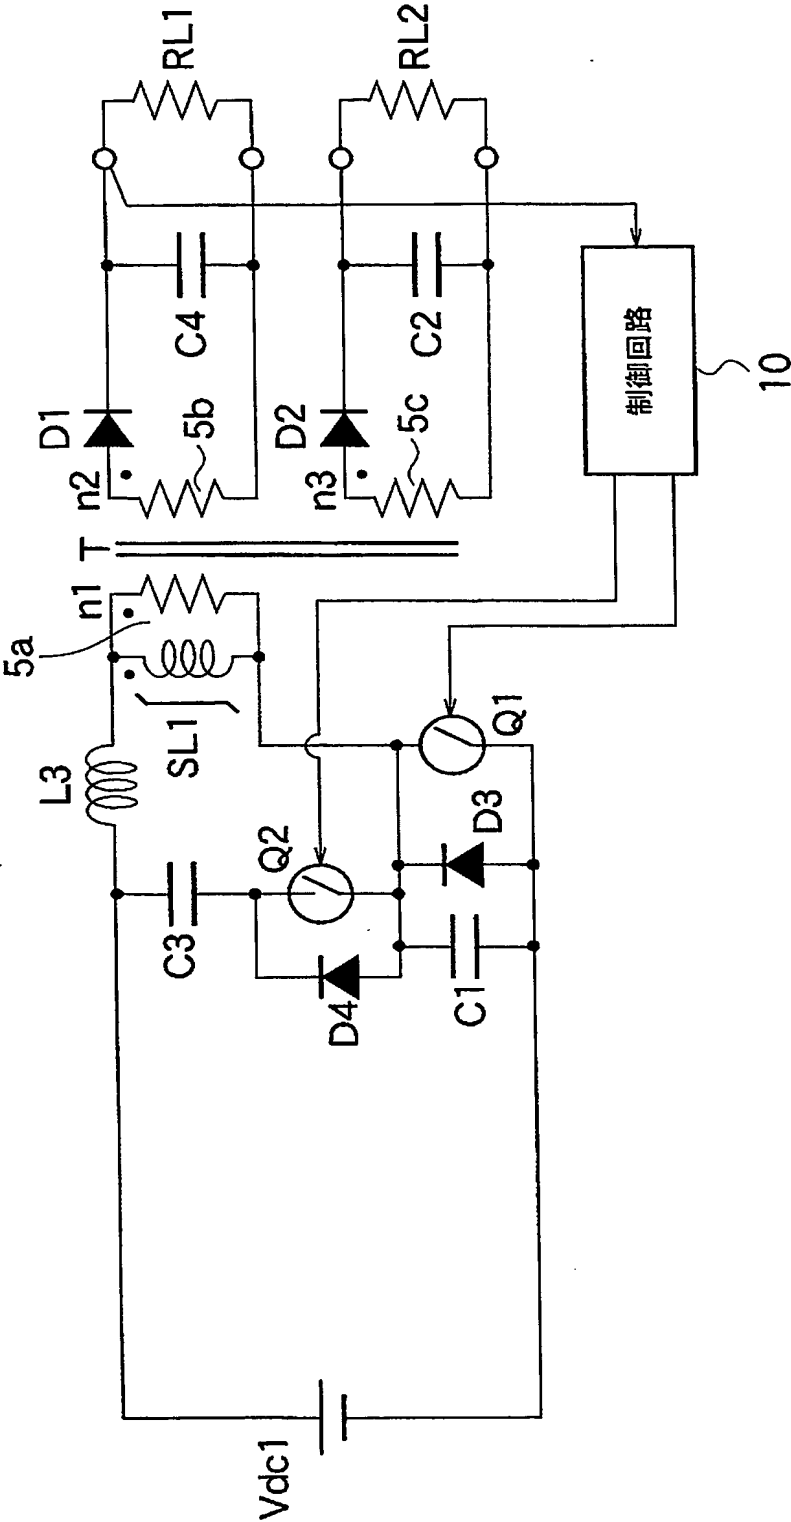 Vdc1
C3
D4
Q2
C1
D3
Q1
L3
SL1
5a
n1
T
n2
D1
5b
C4
RL1
n3
D2
5c
C2
RL2
制御回路
10